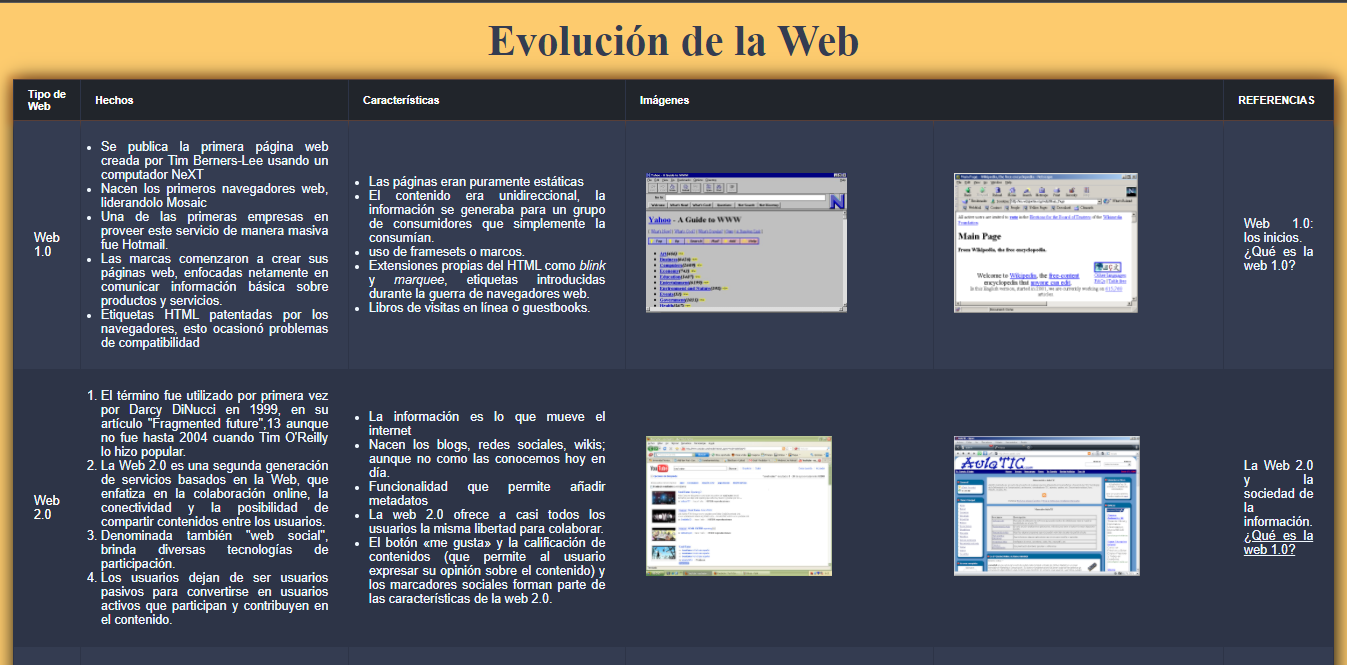 Evolución de la Web
Tipo de
Web
Hechos
Características
Imágenes
REFERENCIAS
Web
1.0
Se publica la primera página web
creada por Tim Berners-Lee usando un
computador NeXT
Nacen los primeros navegadores web,
liderandolo Mosaic
Una de las primeras empresas en
proveer este servicio de manera masiva
fue Hotmail.
Las marcas comenzaron a crear sus
páginas web, enfocadas netamente en
comunicar información básica sobre
productos y servicios.
Etiquetas HTML patentadas por los
navegadores, esto ocasionó problemas
de compatibilidad
Las páginas eran puramente estáticas
El contenido era unidireccional, la
información se generaba para un grupo
de consumidores que simplemente la
consumían.
uso de framesets o marcos.
Extensiones propias del HTML como blink
y marquee, etiquetas introducidas
durante la guerra de navegadores web.
Libros de visitas en línea o guestbooks.
Yahoo - A Guide to WWW
Main Page
From Wikipedia, the free encyclopedia.
Welcome to Wikipedia, the free-content
encyclopedia that anyone can edit.
Web 1.0:
los inicios.
¿Qué es la
web 1.0?
Web
2.0
1. El término fue utilizado por primera vez
por Darcy DiNucci en 1999, en su
artículo "Fragmented future",13 aunque
no fue hasta 2004 cuando Tim O'Reilly
lo hizo popular.
2. La Web 2.0 es una segunda generación
de servicios basados en la Web, que
enfatiza en la colaboración online, la
conectividad y la posibilidad de
compartir contenidos entre los usuarios.
3. Denominada también "web social",
brinda diversas tecnologías de
participación.
4. Los usuarios dejan de ser usuarios
pasivos para convertirse en usuarios
activos que participan y contribuyen en
el contenido.
La información es lo que mueve el
internet
Nacen los blogs, redes sociales, wikis;
aunque no como las conocemos hoy en
día.
Funcionalidad que permite añadir
metadatos
La web 2.0 ofrece a casi todos los
usuarios la misma libertad para colaborar.
El botón «me gusta» y la calificación de
contenidos (que permite al usuario
expresar su opinión sobre el contenido) y
los marcadores sociales forman parte de
las características de la web 2.0.
YouTube
AulaTIC
La Web 2.0
y la
sociedad de
la
información.
¿Qué es la
web 1.0?